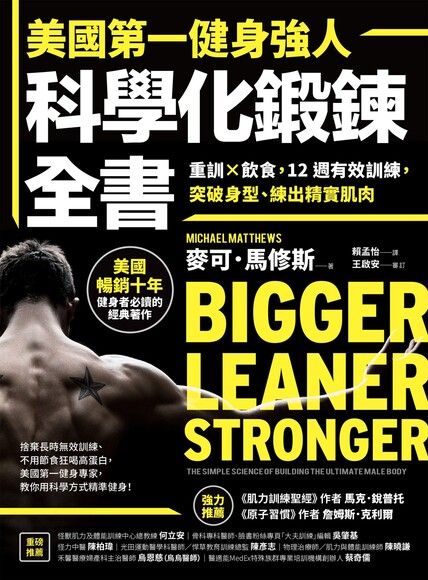 美國第一健身強人
科學化鍛鍊
全書
重訓×飲食，12 週有效訓練，
突破身型、練出精實肌肉
MICHAEL MATTHEWS
麥可・馬修斯——著
賴孟怡——譯
王啟安——審訂
美國
暢銷十年
健身者必讀的
經典著作
BIGGER
LEANER
STRONGER
THE SIMPLE SCIENCE OF BUILDING THE ULTIMATE MALE BODY
捨棄長時無效訓練、
不用節食狂喝高蛋白，
美國第一健身專家，
教你用科學方式精準健身！
強力
推薦
《肌力訓練聖經》作者 馬克・銳普托
《原子習慣》作者 詹姆斯・克利爾
重磅
推薦
怪獸肌力及體能訓練中心總教練 何立安｜骨科專科醫師・臉書粉絲專頁「大夫訓練」編輯 吳肇基
怪力中醫 陳柏瑋｜光田運動醫學科醫師／悍草教育訓練總監 陳彥志｜物理治療師／肌力與體能訓練師 陳曉謙
禾馨醫療婦產科主治醫師 烏恩慈(烏烏醫師)｜醫適能MedEx特殊族群專業培訓機構創辦人 蔡奇儒